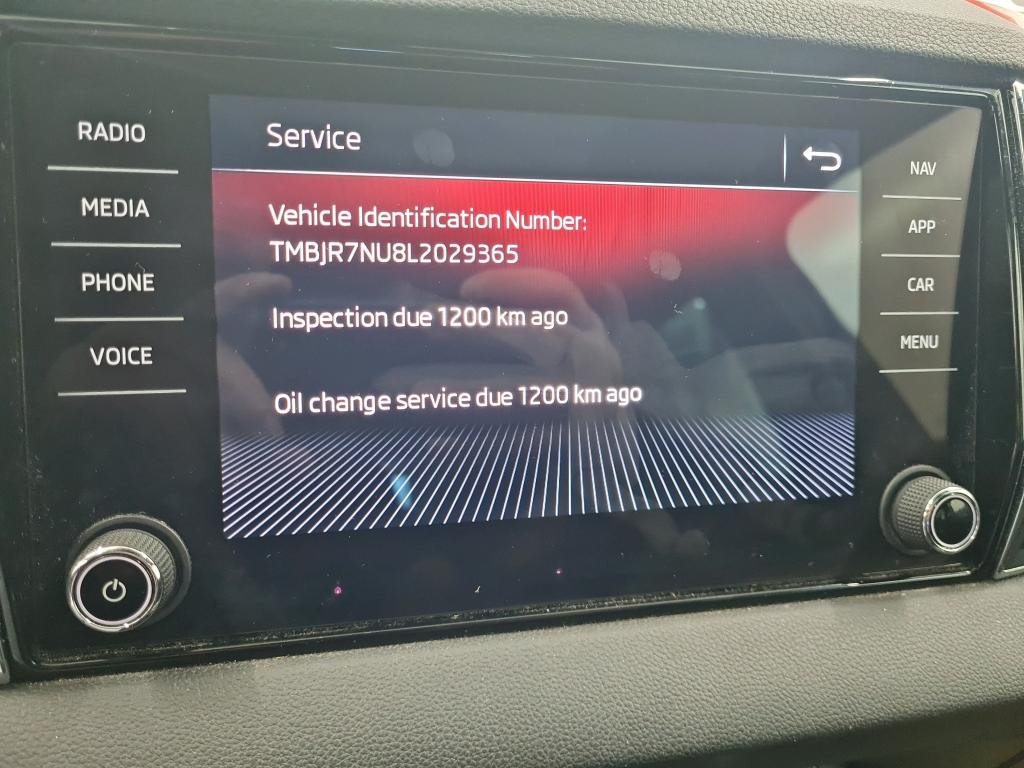 RADIO
MEDIA
PHONE
VOICE
Service
Vehicle Identification Number:
TMBJR7NU8L2029365
Inspection due 1200 km ago
Oil change service due 1200 km ago
NAV
APP
CAR
MENU